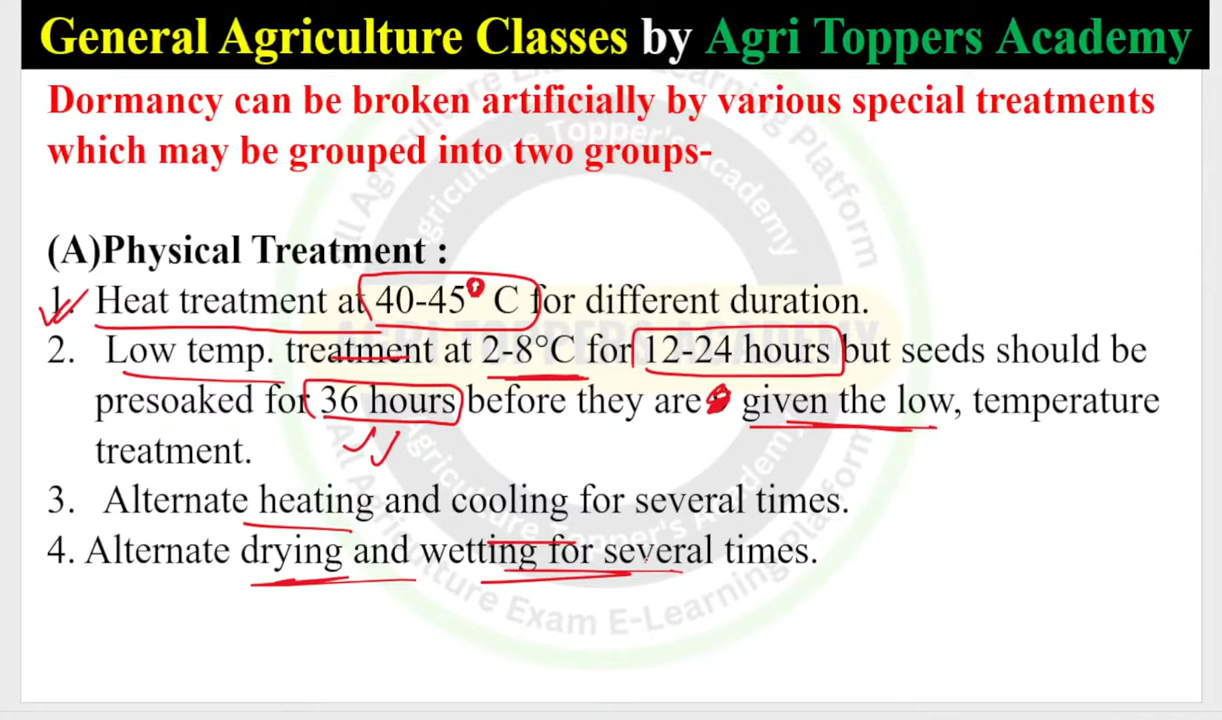 General Agriculture Classes by Agri Toppers Academy
Dormancy can be broken artificially by various special treatments
which may be grouped into two groups-
(A)Physical Treatment :
1. Heat treatment at 40-45° C for different duration.
2. Low temp. treatment at 2-8°C for 12-24 hours but seeds should be
presoaked for 36 hours before they are given the low, temperature
treatment.
3. Alternate heating and cooling for several times.
4. Alternate drying and wetting for several times.
AGRI TOPPERS ACADEMY